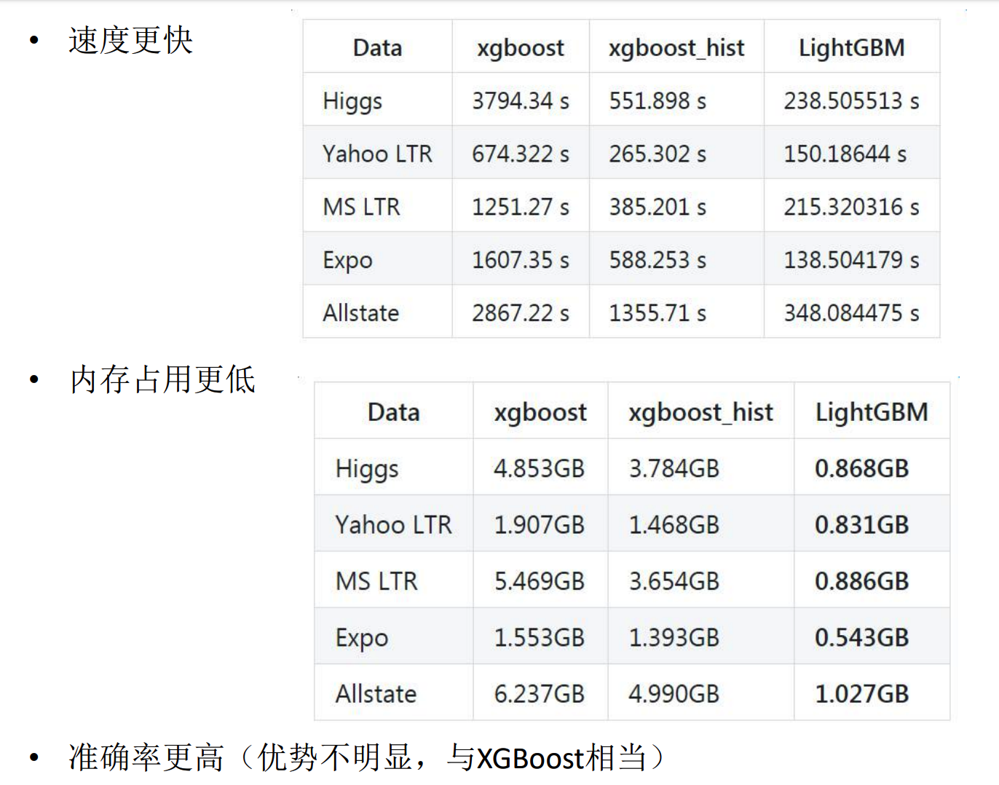 • 速度更快
Data xgboost xgboost_hist LightGBM
Higgs 3794.34 s 551.898 s 238.505513 s
Yahoo LTR 674.322 s 265.302 s 150.18644 s
MS LTR 1251.27 s 385.201 s 215.320316 s
Expo 1607.35 s 588.253 s 138.504179 s
Allstate 2867.22 s 1355.71 s 348.084475 s
• 内存占用更低
Data xgboost xgboost_hist LightGBM
Higgs 4.853GB 3.784GB 0.868GB
Yahoo LTR 1.907GB 1.468GB 0.831GB
MS LTR 5.469GB 3.654GB 0.886GB
Expo 1.553GB 1.393GB 0.543GB
Allstate 6.237GB 4.990GB 1.027GB
• 准确率更高（优势不明显，与XGBoost相当）